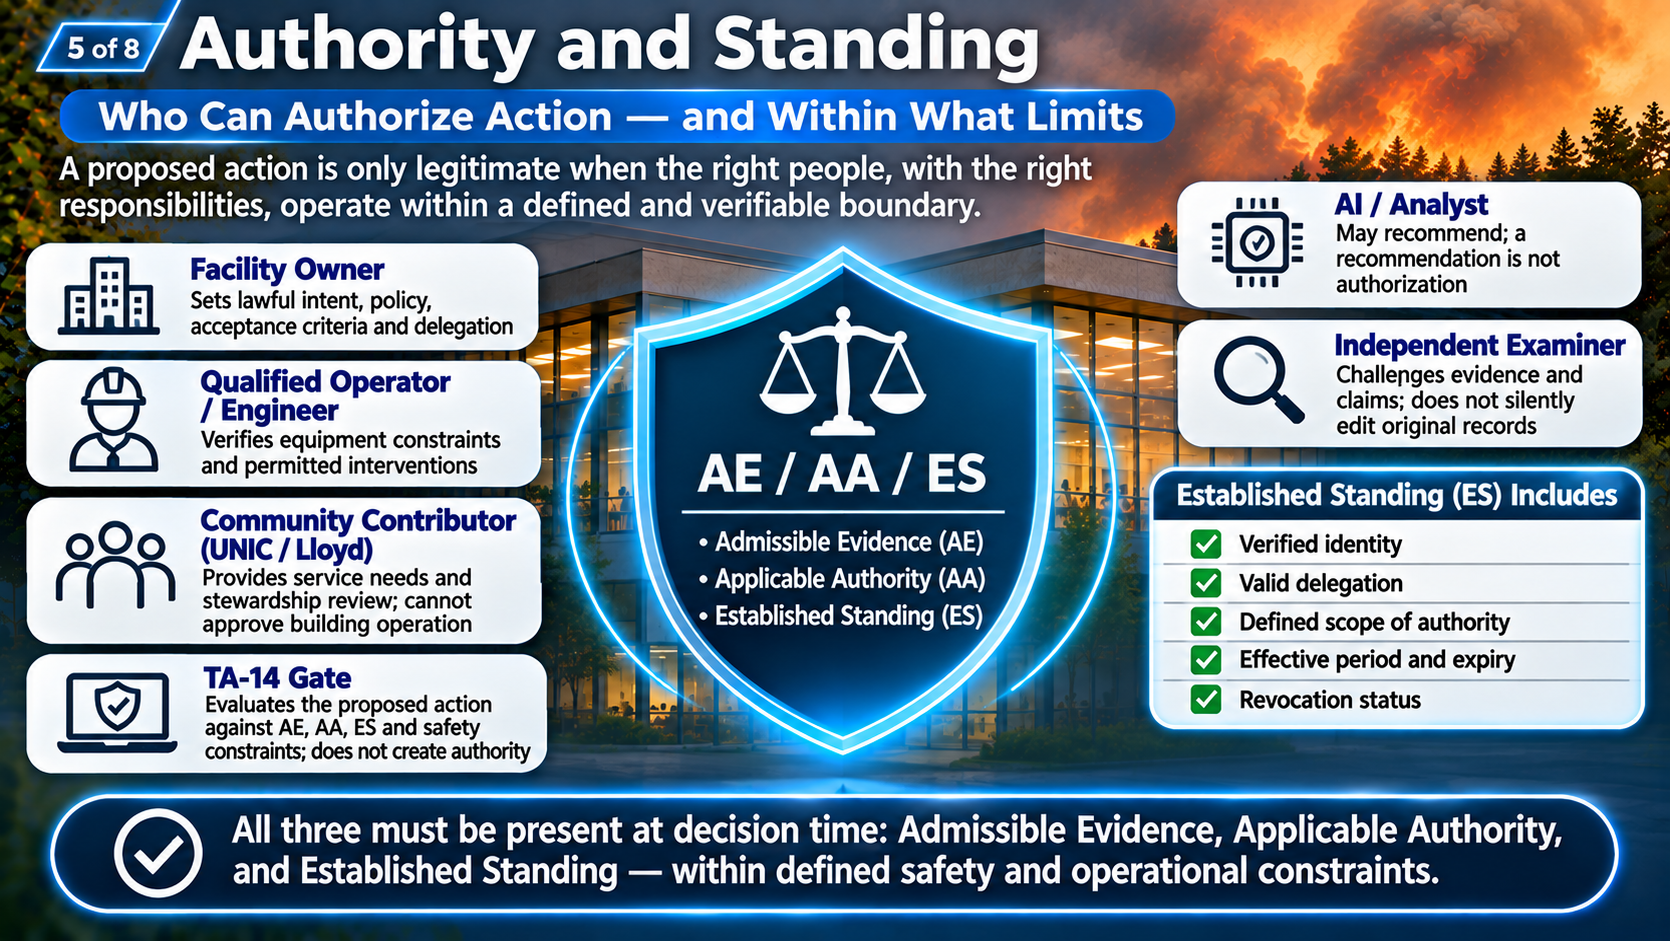 5 of 8
Authority and Standing
Who Can Authorize Action — and Within What Limits
A proposed action is only legitimate when the right people, with the right
responsibilities, operate within a defined and verifiable boundary.
Facility Owner
Sets lawful intent, policy,
acceptance criteria and delegation
Qualified Operator
/ Engineer
Verifies equipment constraints
and permitted interventions
Community Contributor
(UNIC / Lloyd)
Provides service needs and
stewardship review; cannot
approve building operation
TA-14 Gate
Evaluates the proposed action
against AE, AA, ES and safety
constraints; does not create authority
AE / AA / ES
• Admissible Evidence (AE)
• Applicable Authority (AA)
• Established Standing (ES)
AI / Analyst
May recommend; a
recommendation is not
authorization
Independent Examiner
Challenges evidence and
claims; does not silently
edit original records
Established Standing (ES) Includes
Verified identity
Valid delegation
Defined scope of authority
Effective period and expiry
Revocation status
All three must be present at decision time: Admissible Evidence, Applicable Authority,
and Established Standing — within defined safety and operational constraints.